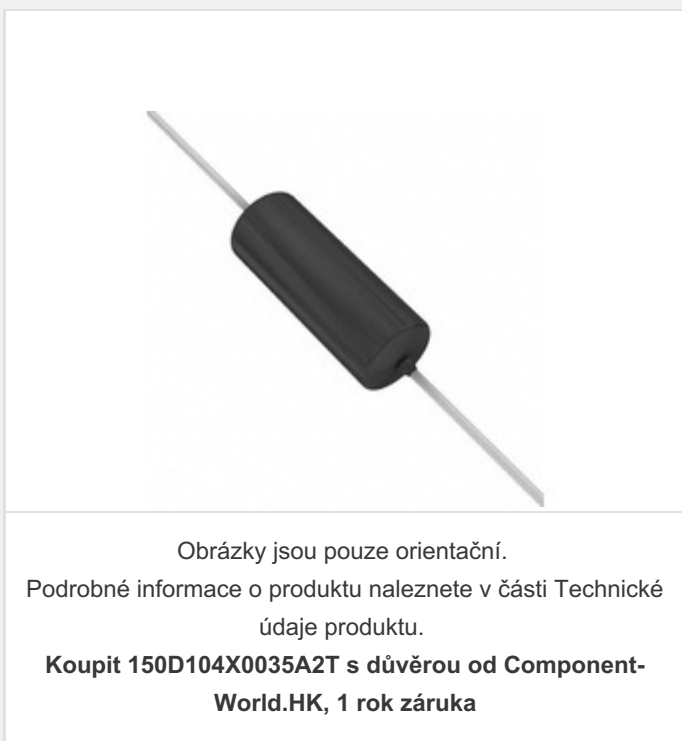 Obrázky jsou pouze orientační.
Podrobné informace o produktu naleznete v části Technické
údaje produktu.
Koupit 150D104X0035A2T s důvěrou od Component-
World.HK, 1 rok záruka